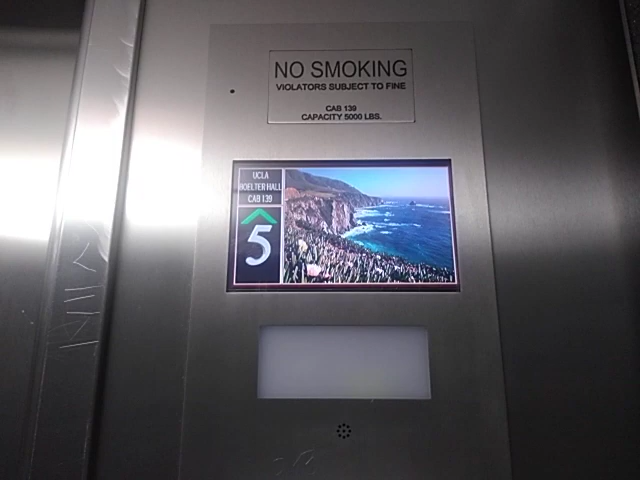 NO SMOKING
VIOLATORS SUBJECT TO FINE
CAB 139
CAPACITY 5000 LBS.
UCLA
BOELTER HALL
CAB 139
5